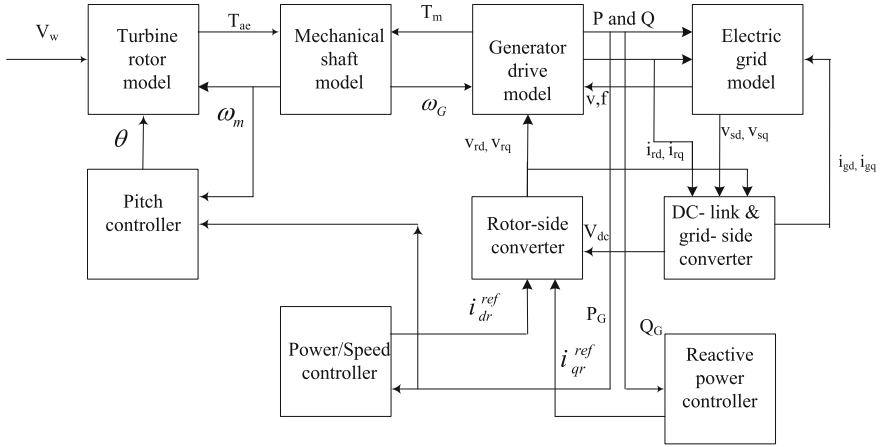 V_w
Turbine
rotor
model
T_ae
Mechanical
shaft
model
T_m
Generator
drive
model
P and Q
Electric
grid
model
ω_m
ω_G
v,f
θ
v_rd, v_rq
i_rd, i_rq
v_sd, v_sq
i_gd, i_gq
Pitch
controller
Rotor-side
converter
V_dc
DC- link &
grid- side
converter
i_dr^ref
P_G
Q_G
Power/Speed
controller
i_qr^ref
Reactive
power
controller